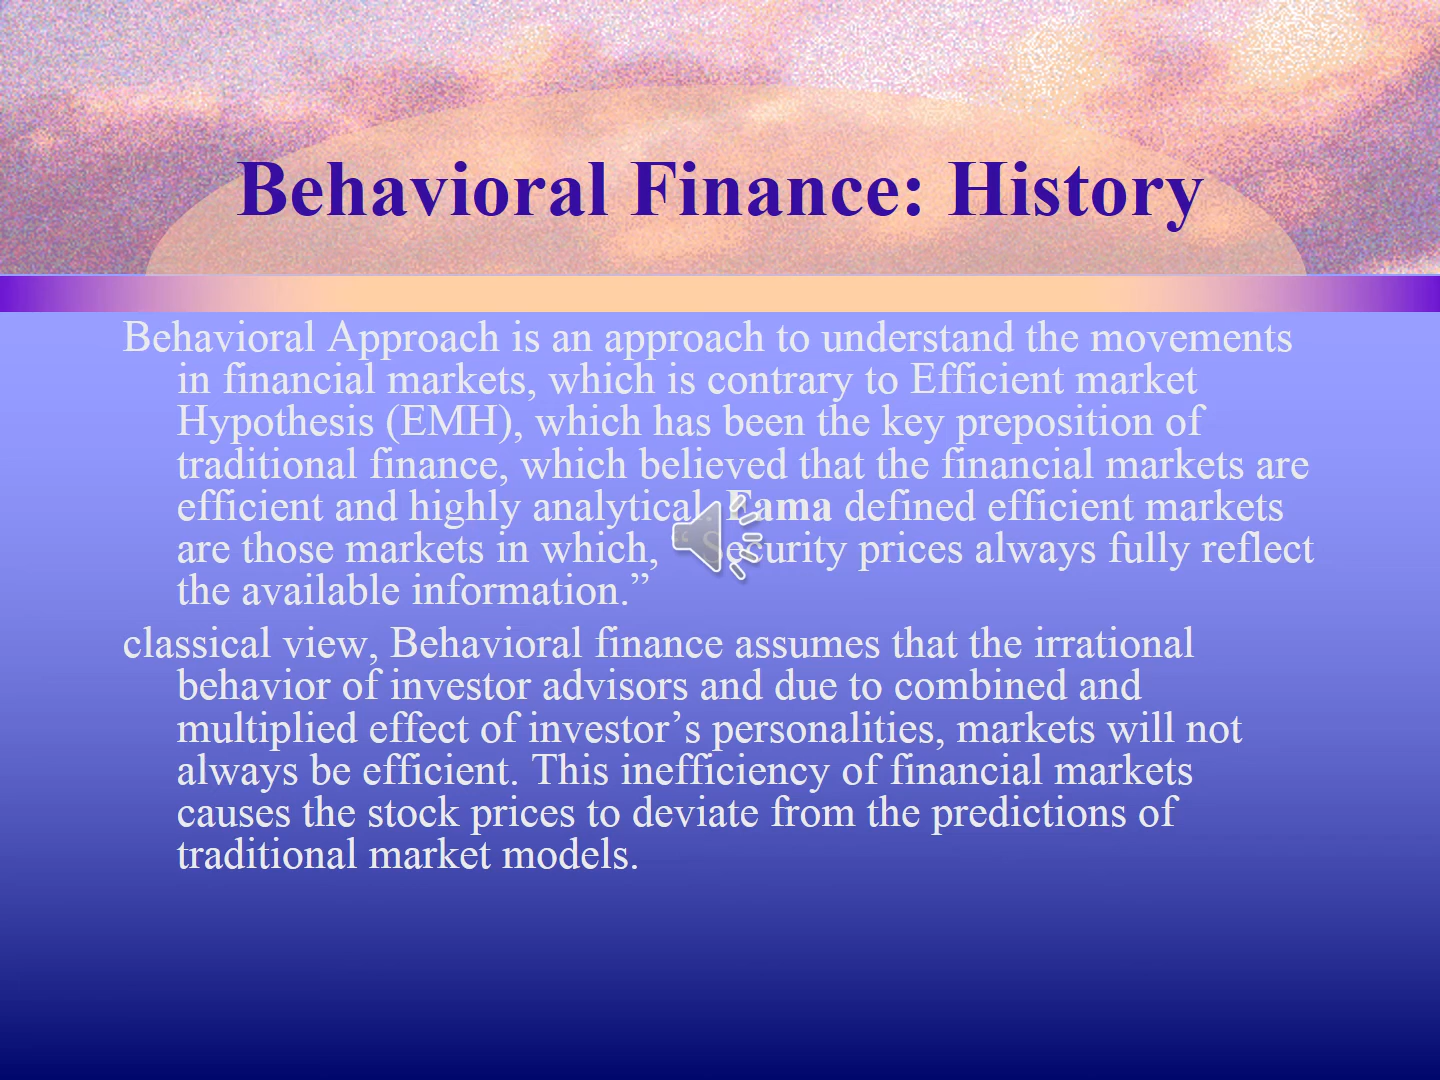 Behavioral Finance: History
Behavioral Approach is an approach to understand the movements
in financial markets, which is contrary to Efficient market
Hypothesis (EMH), which has been the key preposition of
traditional finance, which believed that the financial markets are
efficient and highly analytical. Fama defined efficient markets
are those markets in which, “ Security prices always fully reflect
the available information.”
classical view, Behavioral finance assumes that the irrational
behavior of investor advisors and due to combined and
multiplied effect of investor’s personalities, markets will not
always be efficient. This inefficiency of financial markets
causes the stock prices to deviate from the predictions of
traditional market models.